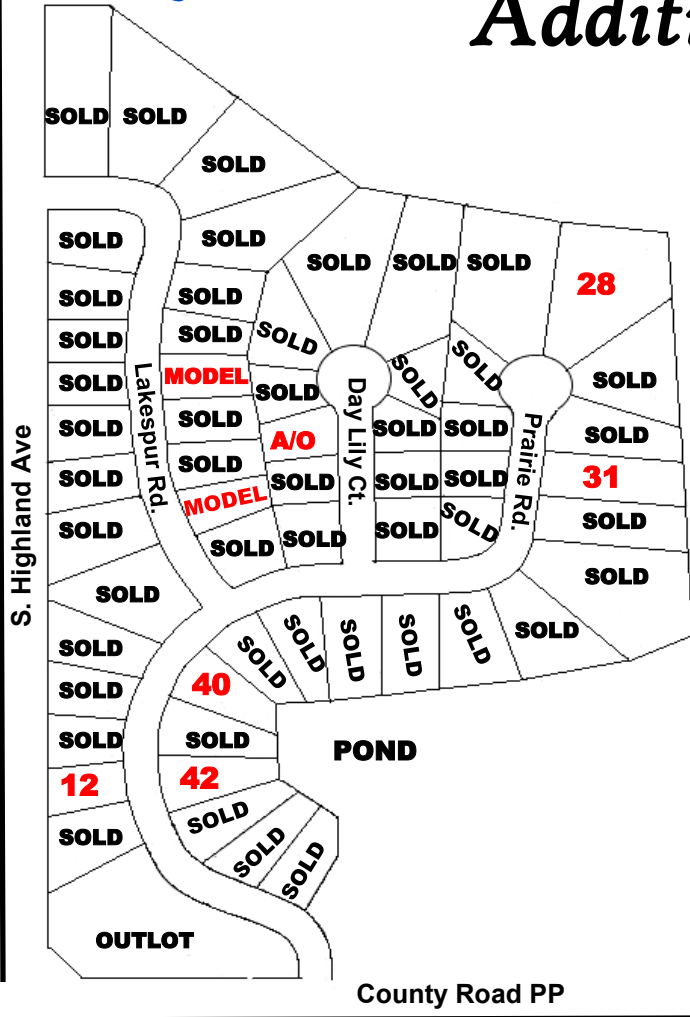 Additi
SOLD SOLD
SOLD
SOLD SOLD
SOLD SOLD SOLD
28
SOLD SOLD
SOLD SOLD SOLD
SOLD SOLD
SOLD MODEL SOLD SOLD SOLD
SOLD SOLD A/O SOLD SOLD SOLD
SOLD SOLD SOLD SOLD SOLD 31
MODEL
SOLD SOLD SOLD SOLD SOLD SOLD
Lakespur Rd.
Day Lily Ct.
Prairie Rd.
S. Highland Ave
SOLD SOLD
SOLD SOLD SOLD SOLD SOLD SOLD SOLD
SOLD 40
SOLD SOLD POND
12 42
SOLD SOLD
SOLD SOLD
OUTLOT
County Road PP